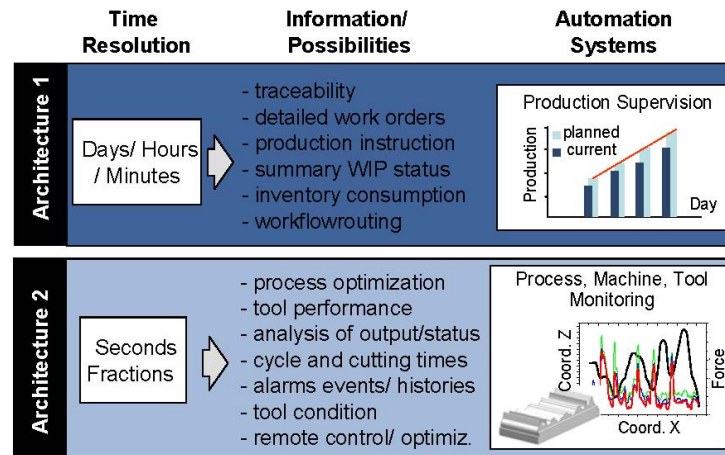 Time Resolution
Information/ Possibilities
Automation Systems
Architecture 1
Days/ Hours
/ Minutes
- traceability
- detailed work orders
- production instruction
- summary WIP status
- inventory consumption
- workflowrouting
Production Supervision
planned
current
Production
Day
Architecture 2
Seconds
Fractions
- process optimization
- tool performance
- analysis of output/status
- cycle and cutting times
- alarms events/ histories
- tool condition
- remote control/ optimiz.
Process, Machine, Tool
Monitoring
Coord. Z
Force
Coord. X